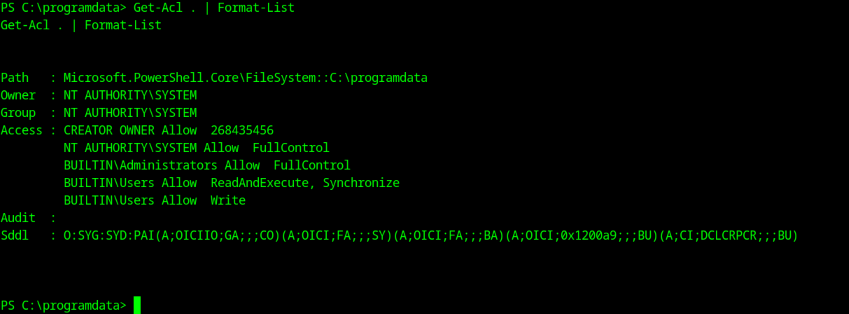 PS C:\programdata> Get-Acl . | Format-List
Get-Acl . | Format-List
Path   : Microsoft.PowerShell.Core\FileSystem::C:\programdata
Owner  : NT AUTHORITY\SYSTEM
Group  : NT AUTHORITY\SYSTEM
Access : CREATOR OWNER Allow  268435456
         NT AUTHORITY\SYSTEM Allow  FullControl
         BUILTIN\Administrators Allow  FullControl
         BUILTIN\Users Allow  ReadAndExecute, Synchronize
         BUILTIN\Users Allow  Write
Audit  :
Sddl   : O:SYG:SYD:PAI(A;OICIIO;GA;;;CO)(A;OICI;FA;;;SY)(A;OICI;FA;;;BA)(A;OICI;0x1200a9;;;BU)(A;CI;DCLCRPCR;;;BU)
PS C:\programdata>